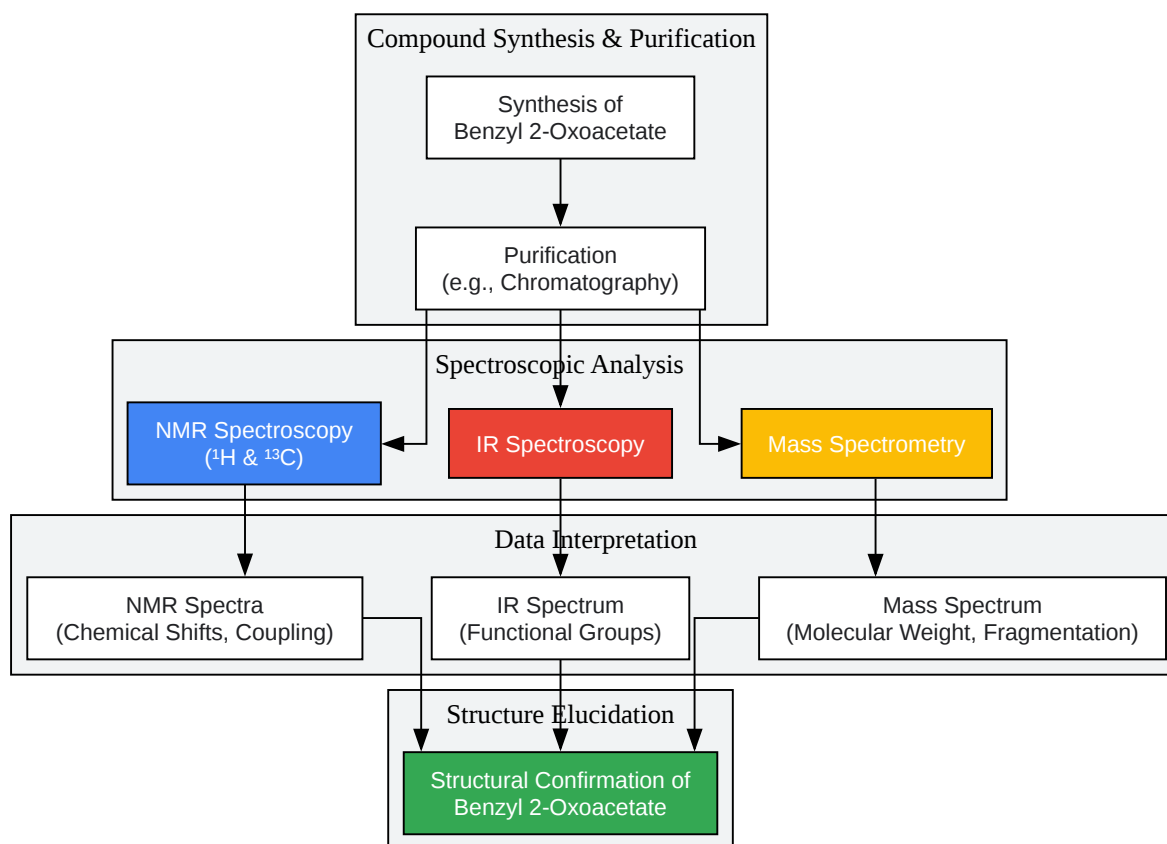 Compound Synthesis & Purification
Synthesis of
Benzyl 2-Oxoacetate
Purification
(e.g., Chromatography)
Spectroscopic Analysis
NMR Spectroscopy
(¹H & ¹³C)
IR Spectroscopy
Mass Spectrometry
Data Interpretation
NMR Spectra
(Chemical Shifts, Coupling)
IR Spectrum
(Functional Groups)
Mass Spectrum
(Molecular Weight, Fragmentation)
Structure Elucidation
Structural Confirmation of
Benzyl 2-Oxoacetate